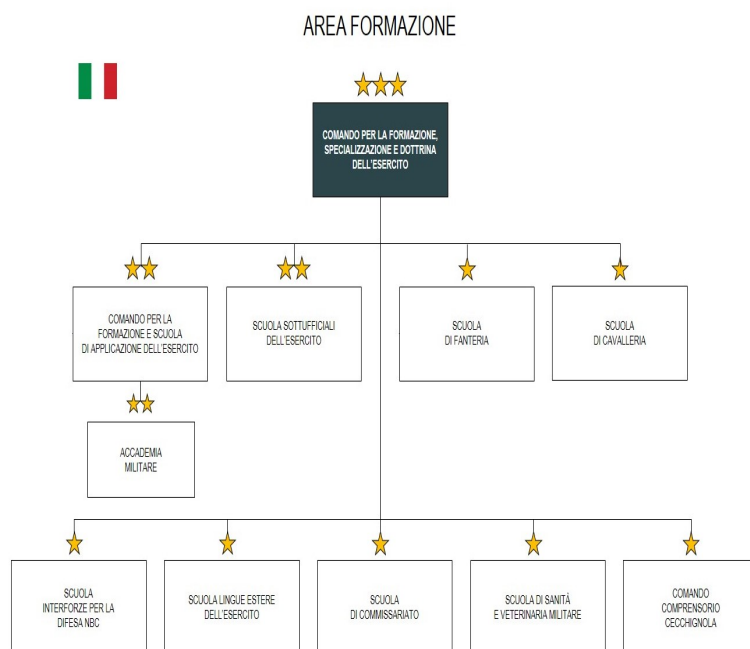 AREA FORMAZIONE
COMANDO PER LA FORMAZIONE,
SPECIALIZZAZIONE E DOTTRINA
DELL'ESERCITO
COMANDO PER LA
FORMAZIONE E SCUOLA
DI APPLICAZIONE DELL'ESERCITO
SCUOLA SOTTUFFICIALI
DELL'ESERCITO
SCUOLA
DI FANTERIA
SCUOLA
DI CAVALLERIA
ACCADEMIA
MILITARE
SCUOLA
INTERFORZE PER LA
DIFESA NBC
SCUOLA LINGUE ESTERE
DELL'ESERCITO
SCUOLA
DI COMMISSARIATO
SCUOLA DI SANITÀ
E VETERINARIA MILITARE
COMANDO
COMPRENSORIO
CECCHIGNOLA